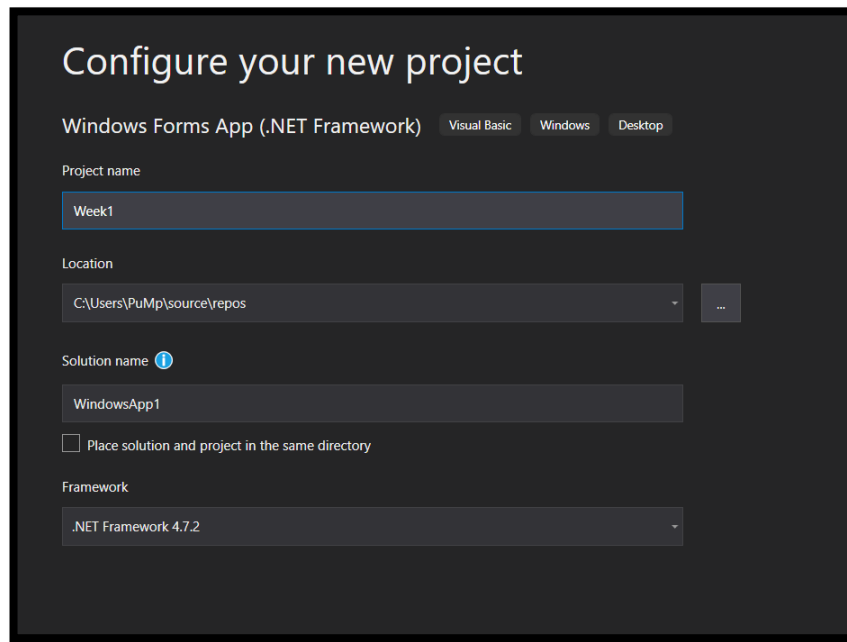 Configure your new project
Windows Forms App (.NET Framework) Visual Basic Windows Desktop
Project name
Week1
Location
C:\Users\PuMp\source\repos
...
Solution name
WindowsApp1
Place solution and project in the same directory
Framework
.NET Framework 4.7.2